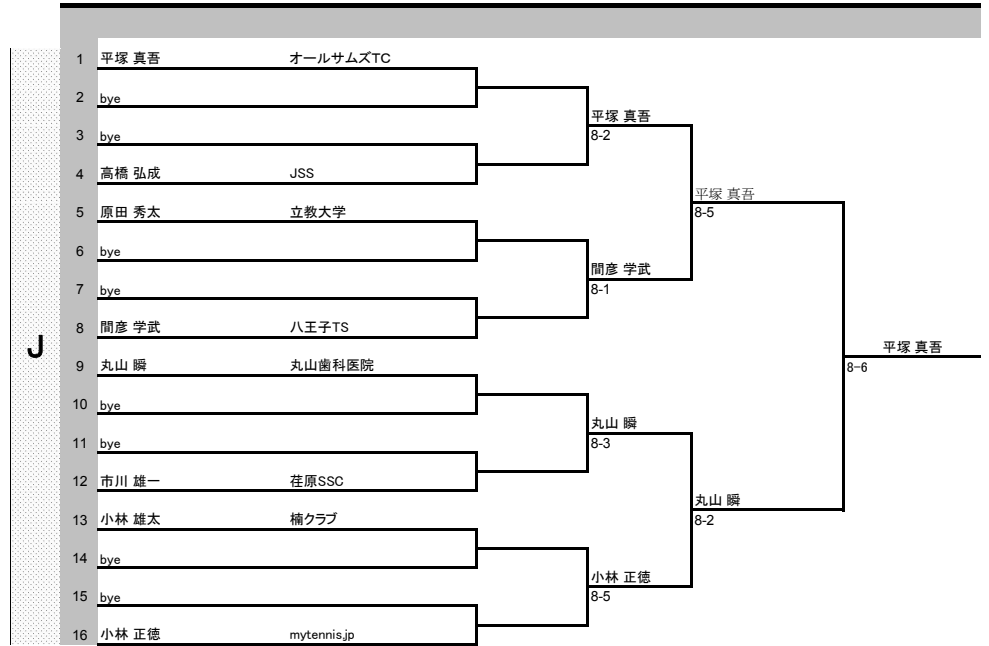 1 平塚 真吾 オールサムズTC
2 bye
平塚 真吾
3 bye
8-2
4 高橋 弘成 JSS
平塚 真吾
5 原田 秀太 立教大学
8-5
6 bye
間彦 学武
7 bye
8-1
8 間彦 学武 八王子TS
J
平塚 真吾
9 丸山 瞬 丸山歯科医院
8-6
10 bye
丸山 瞬
11 bye
8-3
12 市川 雄一 荏原SSC
丸山 瞬
13 小林 雄太 楠クラブ
8-2
14 bye
小林 正徳
15 bye
8-5
16 小林 正徳 mytennis.jp